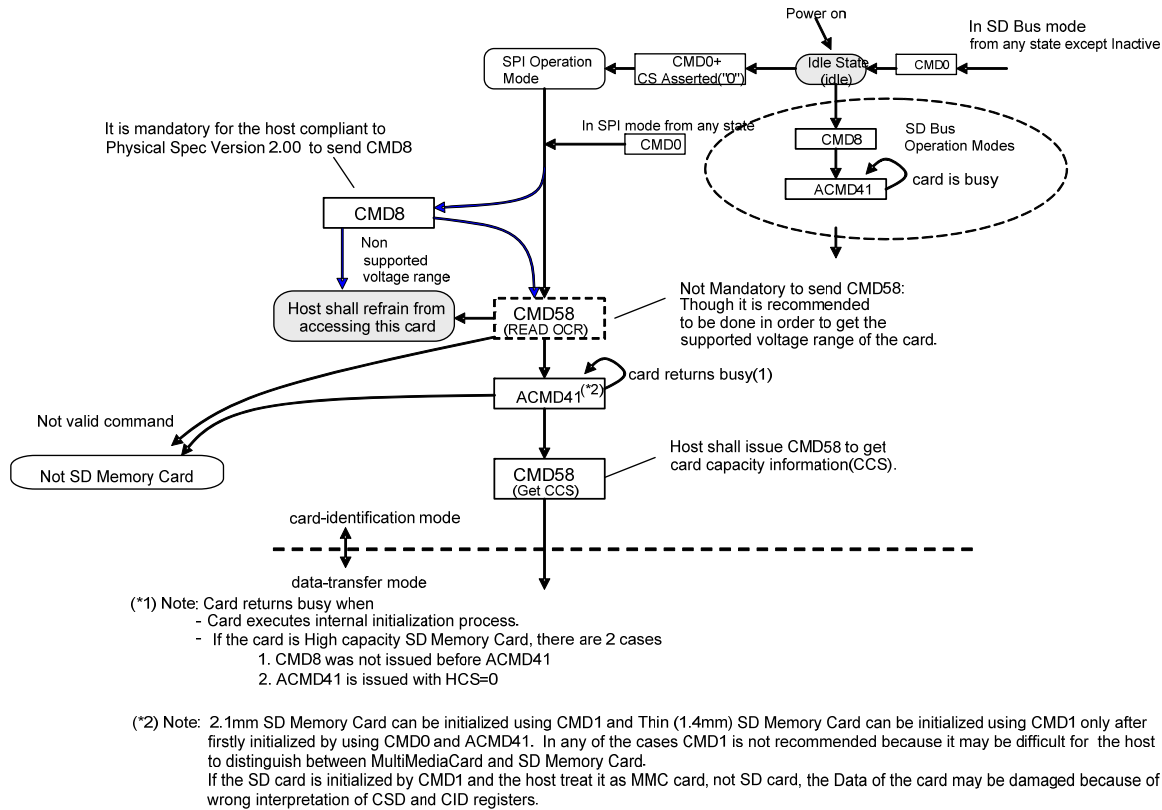 Power on
In SD Bus mode
from any state except Inactive
SPI Operation
Mode
CMD0+
CS Asserted("0")
Idle State
(idle)
CMD0
It is mandatory for the host compliant to
Physical Spec Version 2.00 to send CMD8
In SPI mode from any state
CMD0
CMD8
SD Bus
Operation Modes
ACMD41
card is busy
CMD8
Non
supported
voltage range
Host shall refrain from
accessing this card
CMD58
(READ OCR)
Not Mandatory to send CMD58:
Though it is recommended
to be done in order to get the
supported voltage range of the card.
ACMD41(*2)
card returns busy(1)
Not valid command
Not SD Memory Card
CMD58
(Get CCS)
Host shall issue CMD58 to get
card capacity information(CCS).
card-identification mode
data-transfer mode
(*1) Note: Card returns busy when
- Card executes internal initialization process.
- If the card is High capacity SD Memory Card, there are 2 cases
1. CMD8 was not issued before ACMD41
2. ACMD41 is issued with HCS=0
(*2) Note: 2.1mm SD Memory Card can be initialized using CMD1 and Thin (1.4mm) SD Memory Card can be initialized using CMD1 only after
firstly initialized by using CMD0 and ACMD41. In any of the cases CMD1 is not recommended because it may be difficult for the host
to distinguish between MultiMediaCard and SD Memory Card.
If the SD card is initialized by CMD1 and the host treat it as MMC card, not SD card, the Data of the card may be damaged because of
wrong interpretation of CSD and CID registers.